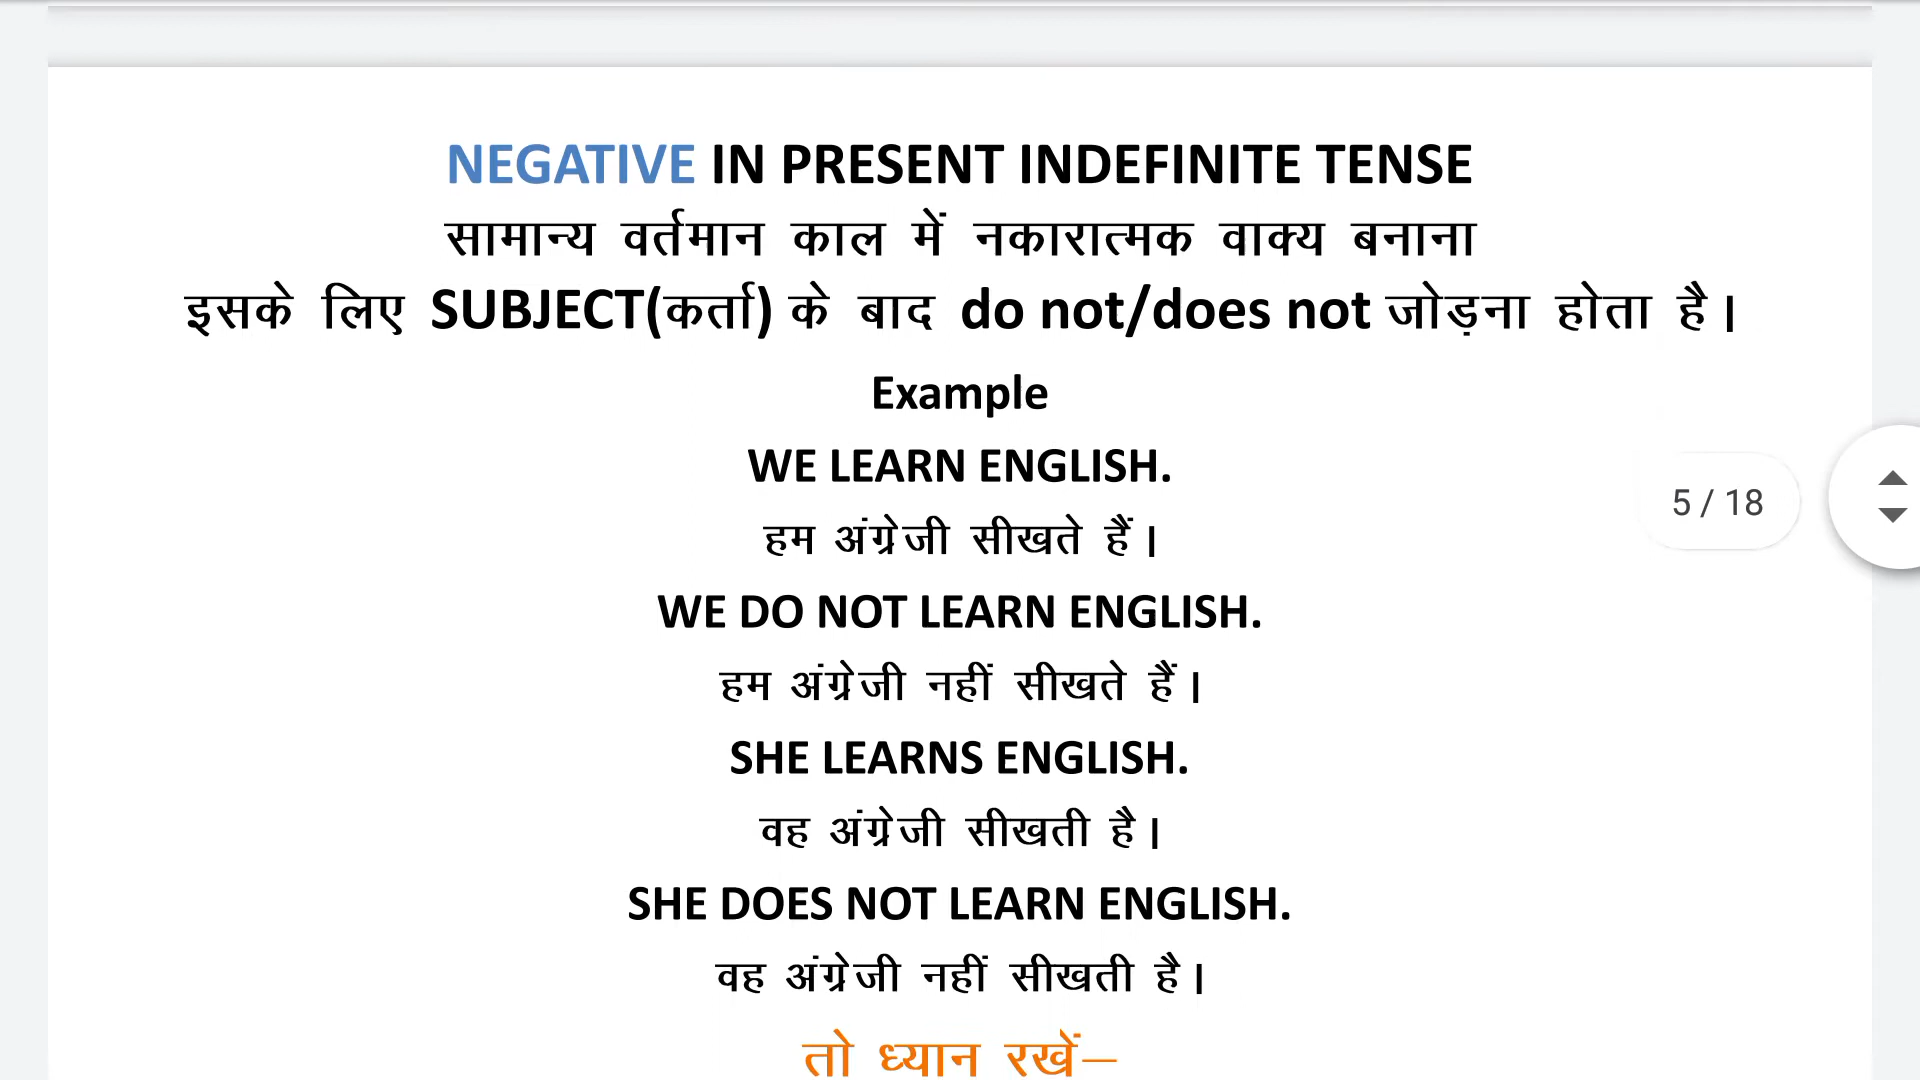 NEGATIVE IN PRESENT INDEFINITE TENSE
सामान्य वर्तमान काल में नकारात्मक वाक्य बनाना
इसके लिए SUBJECT(कर्ता) के बाद do not/does not जोड़ना होता है।
Example
WE LEARN ENGLISH.
हम अंग्रेजी सीखते हैं।
5 / 18
WE DO NOT LEARN ENGLISH.
हम अंग्रेजी नहीं सीखते हैं।
SHE LEARNS ENGLISH.
वह अंग्रेजी सीखती है।
SHE DOES NOT LEARN ENGLISH.
वह अंग्रेजी नहीं सीखती है।
तो ध्यान रखें–